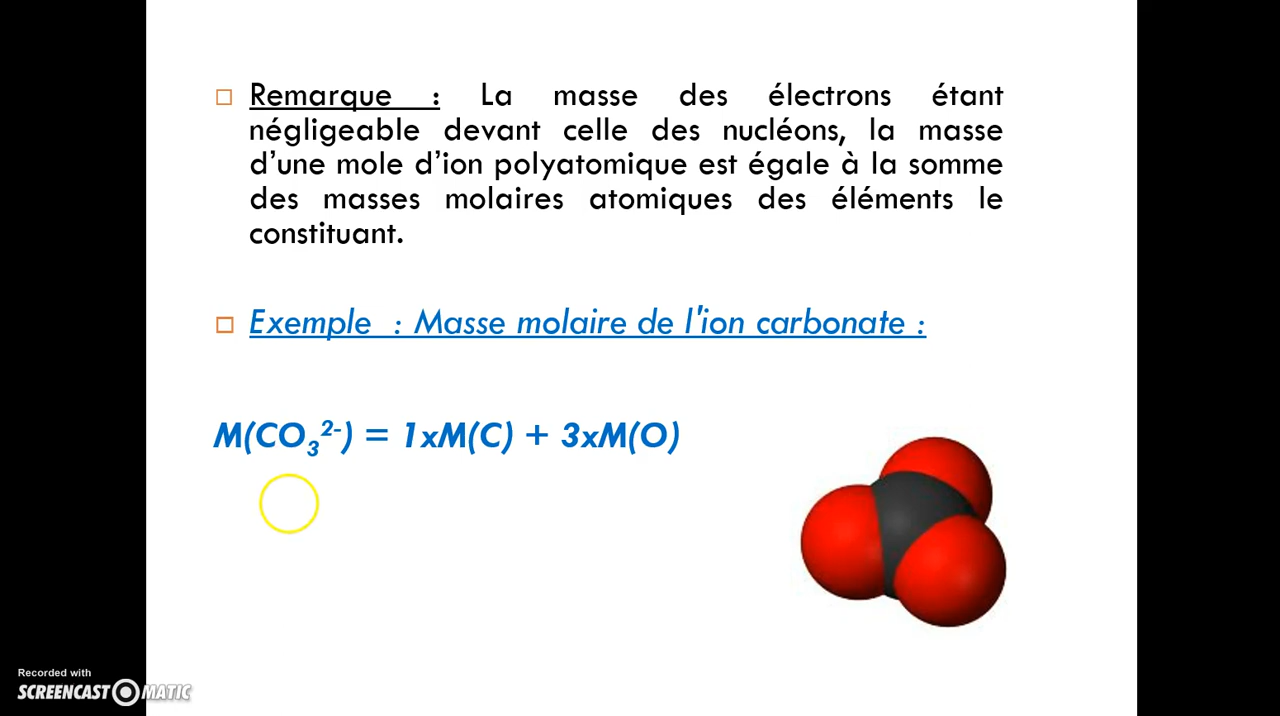 Remarque : La masse des électrons étant
négligeable devant celle des nucléons, la masse
d’une mole d’ion polyatomique est égale à la somme
des masses molaires atomiques des éléments le
constituant.
Exemple : Masse molaire de l'ion carbonate :
M(CO₃²⁻) = 1xM(C) + 3xM(O)
Recorded with
SCREENCAST MATIC